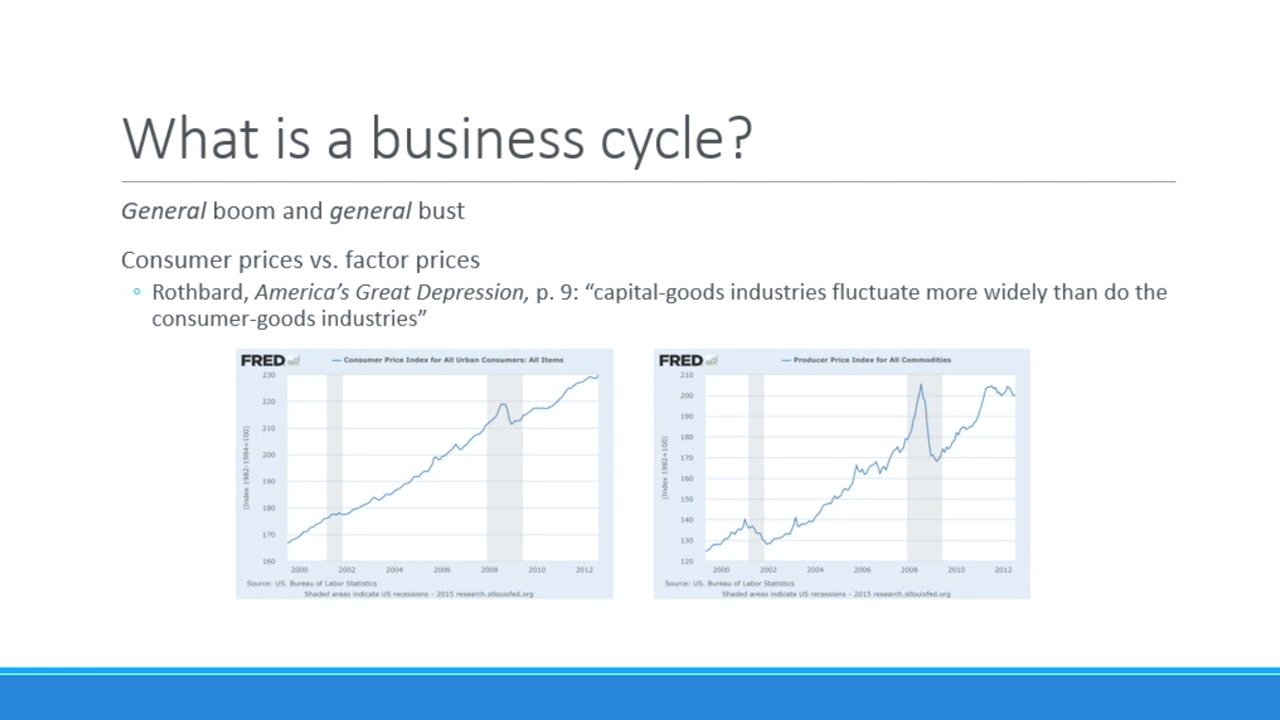 What is a business cycle?
General boom and general bust
Consumer prices vs. factor prices
Rothbard, America’s Great Depression, p. 9: “capital-goods industries fluctuate more widely than do the
consumer-goods industries”
FRED
Consumer Price Index for All Urban Consumers: All Items
230
220
210
200
190
180
170
160
(Index 1982-1984=100)
2000 2002 2004 2006 2008 2010 2012
Source: US. Bureau of Labor Statistics
Shaded areas indicate US recessions - 2015 research.stlouisfed.org
FRED
Producer Price Index for All Commodities
210
200
190
180
170
160
150
140
130
120
(Index 1982=100)
2000 2002 2004 2006 2008 2010 2012
Source: US. Bureau of Labor Statistics
Shaded areas indicate US recessions - 2015 research.stlouisfed.org